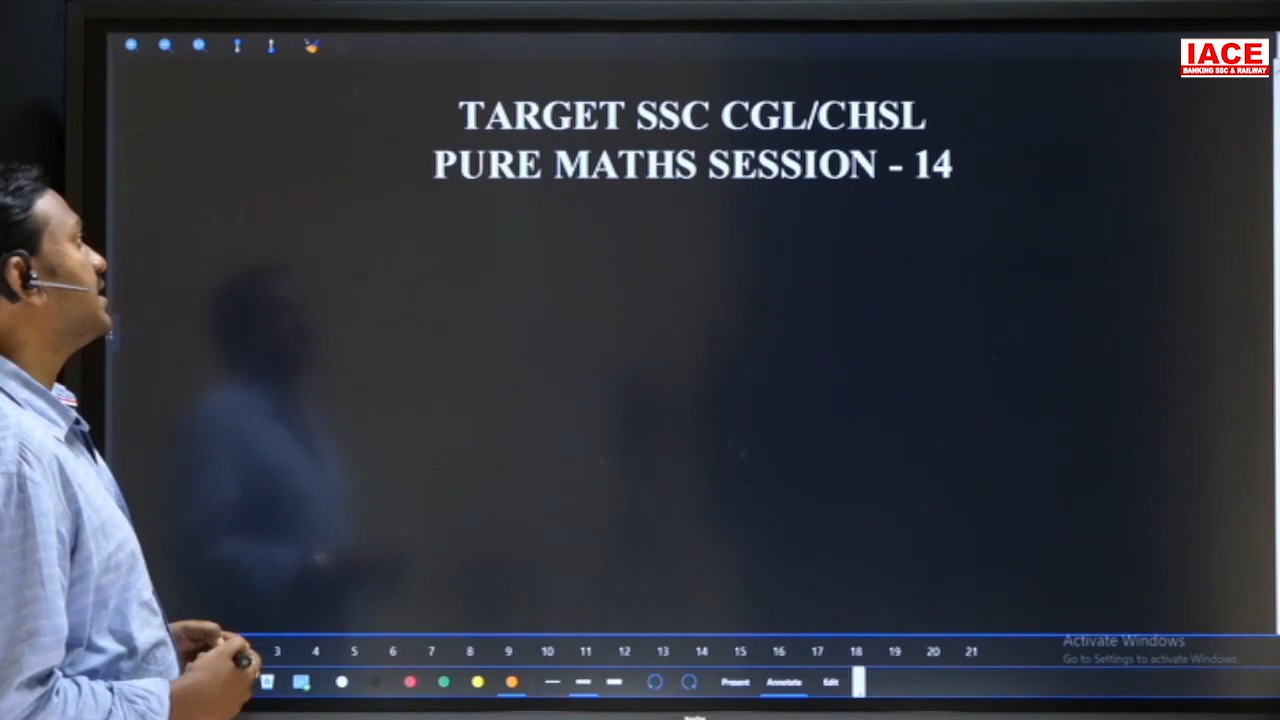 IACE
BANKING SSC & RAILWAY
TARGET SSC CGL/CHSL
PURE MATHS SESSION - 14
Activate Windows
Go to Settings to activate Windows.
3 4 5 6 7 8 9 10 11 12 13 14 15 16 17 18 19 20 21
Present Annotate Edit